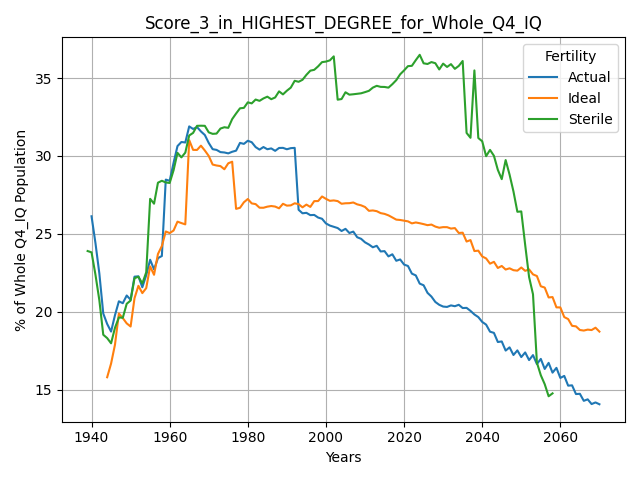 Score_3_in_HIGHEST_DEGREE_for_Whole_Q4_IQ
% of Whole Q4_IQ Population
35
30
25
20
15
Fertility
Actual
Ideal
Sterile
1940 1960 1980 2000 2020 2040 2060
Years